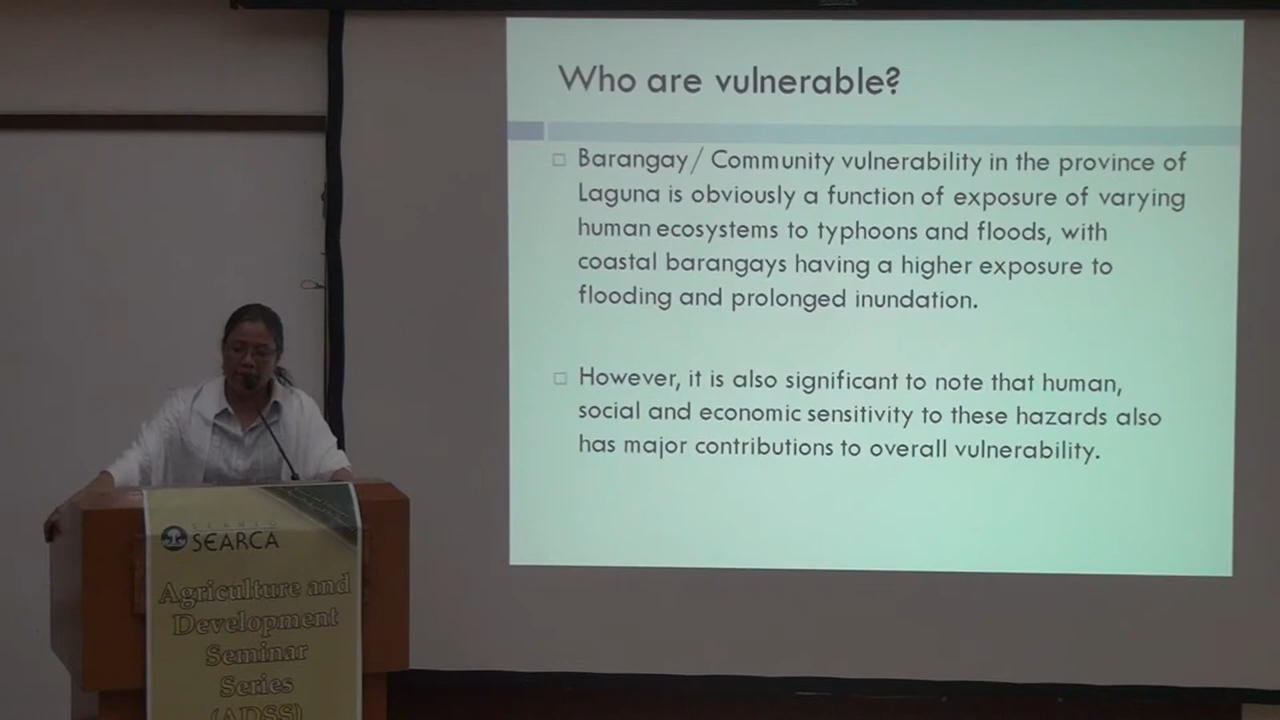 Who are vulnerable?
Barangay/ Community vulnerability in the province of
Laguna is obviously a function of exposure of varying
human ecosystems to typhoons and floods, with
coastal barangays having a higher exposure to
flooding and prolonged inundation.
However, it is also significant to note that human,
social and economic sensitivity to these hazards also
has major contributions to overall vulnerability.
SEARCA
Agriculture and
Development
Seminar
Series
(ADSS)